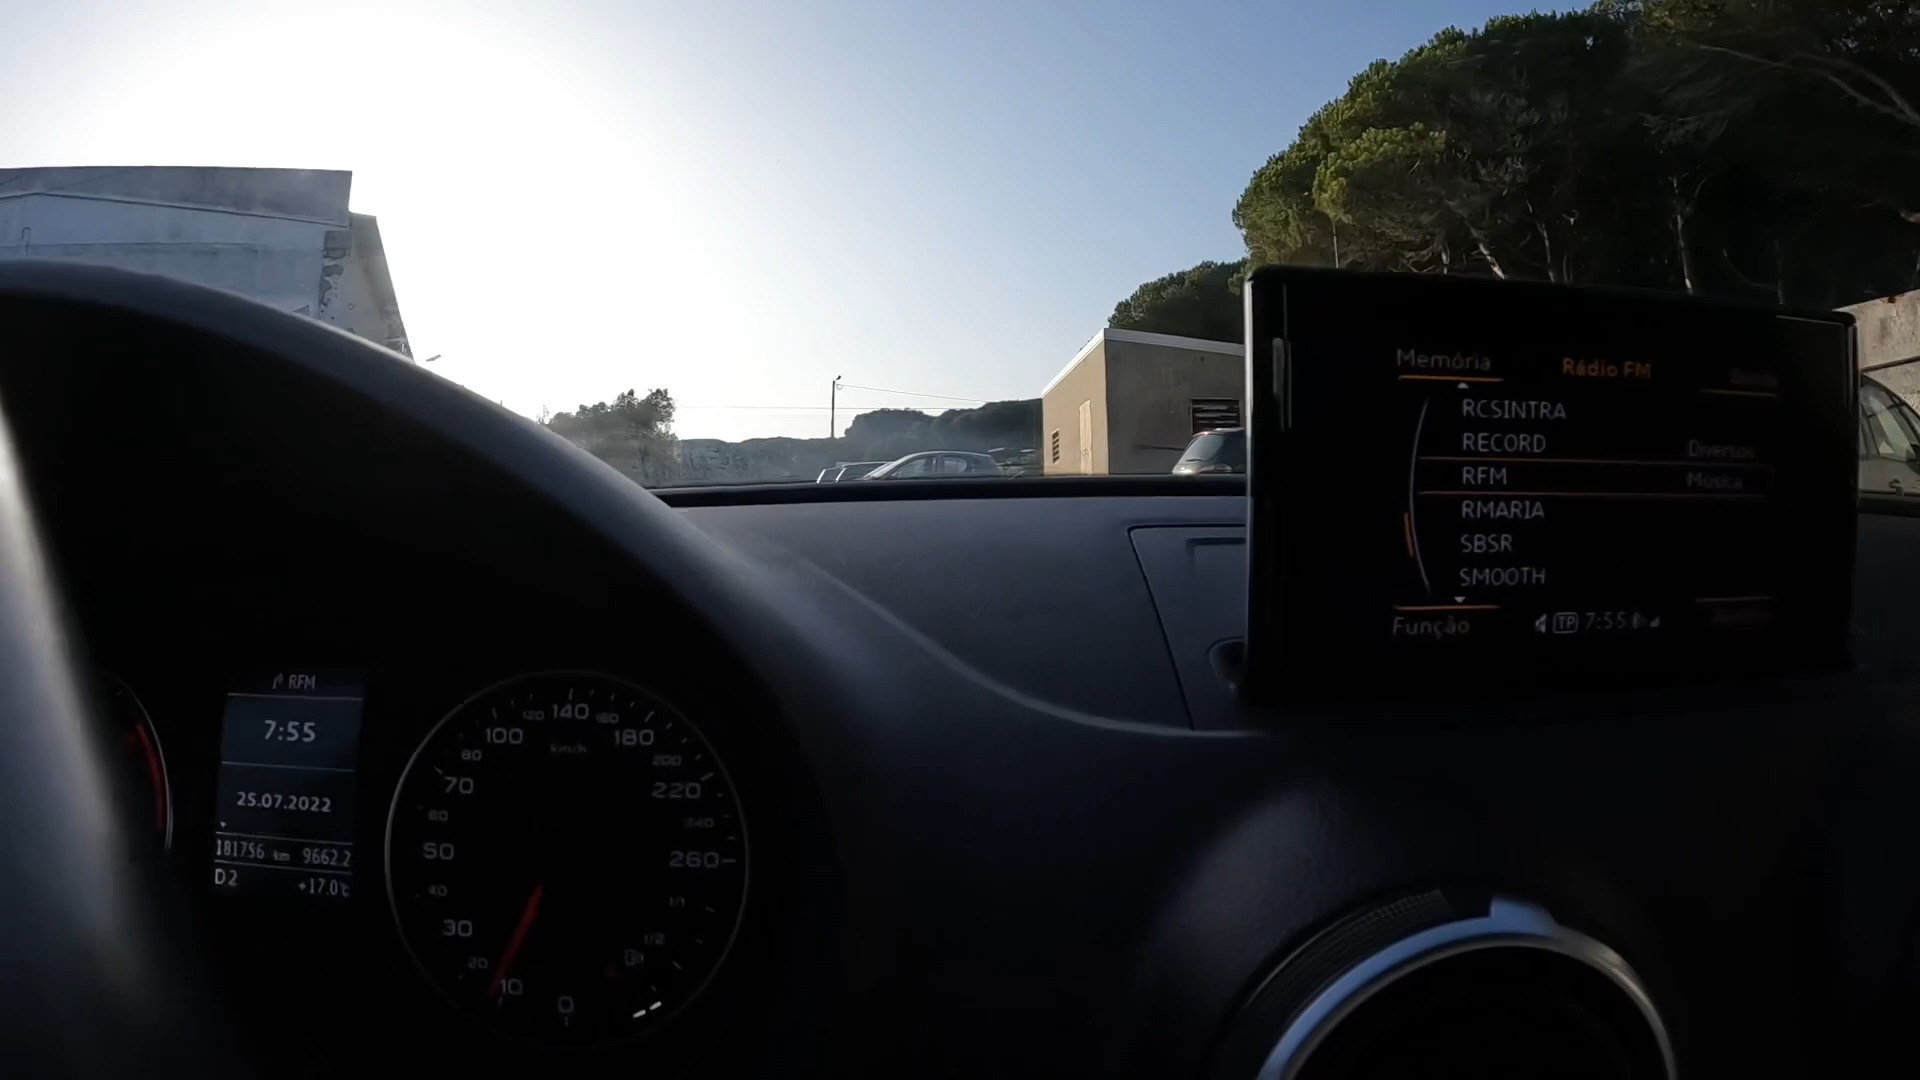 Memória
Rádio FM
RCSINTRA
RECORD
Diversos
RFM
Música
RMARIA
SBSR
SMOOTH
Função
TP 7:55
RFM
7:55
25.07.2022
181756 km 9662.2
D2 +17.0°C
0
10
20
30
40
50
60
70
80
100
120
140
160
180
200
220
240
260
km/h
1/1
1/2